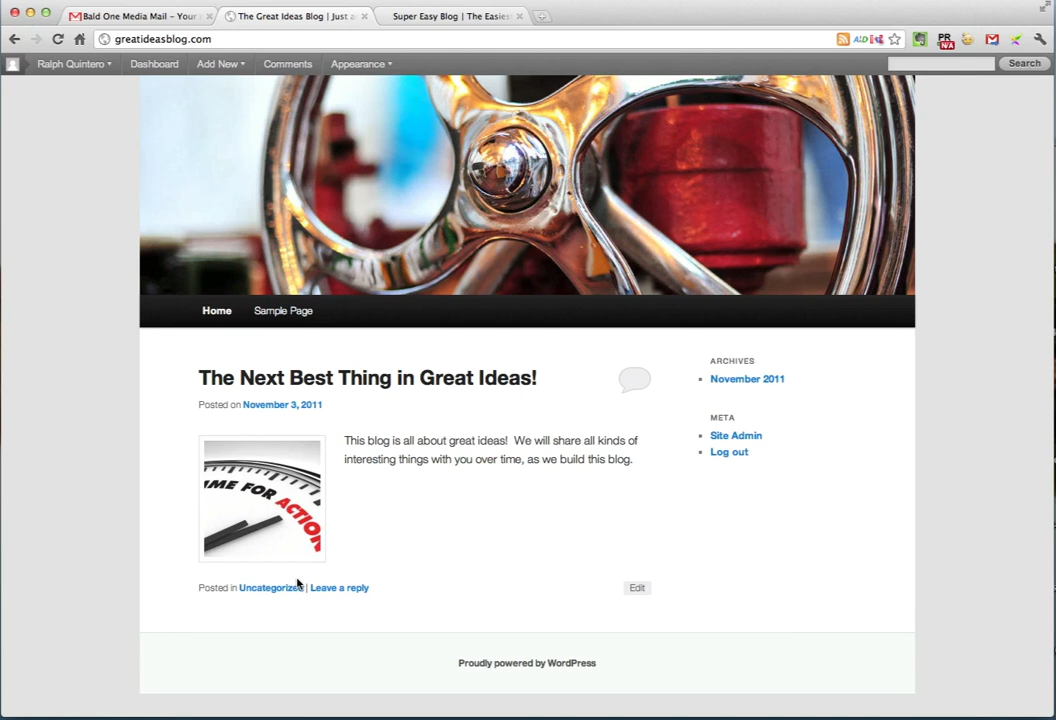 Bald One Media Mail - Your
The Great Ideas Blog | Just a
Super Easy Blog | The Easies
greatideasblog.com
PR
N/A
Ralph Quintero
Dashboard
Add New
Comments
Appearance
Search
Home
Sample Page
The Next Best Thing in Great Ideas!
Posted on November 3, 2011
This blog is all about great ideas! We will share all kinds of
interesting things with you over time, as we build this blog.
IME FOR ACTION
Posted in Uncategorized | Leave a reply
Edit
ARCHIVES
November 2011
META
Site Admin
Log out
Proudly powered by WordPress